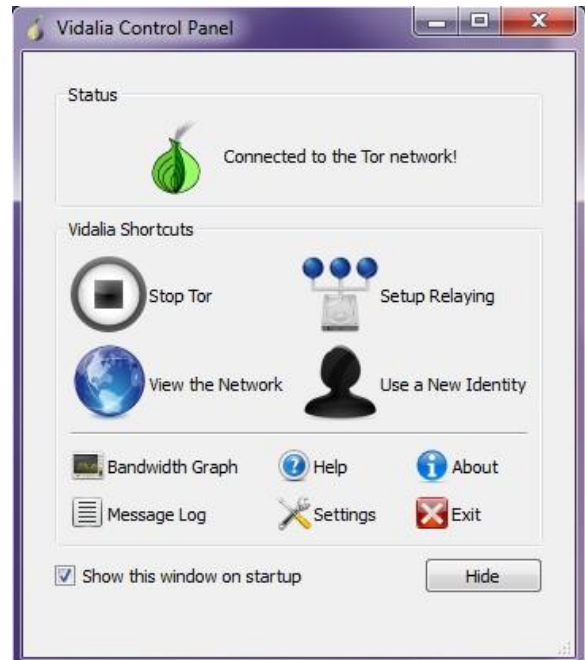 Vidalia Control Panel
Status
Connected to the Tor network!
Vidalia Shortcuts
Stop Tor
Setup Relaying
View the Network
Use a New Identity
Bandwidth Graph
Help
About
Message Log
Settings
Exit
Show this window on startup
Hide